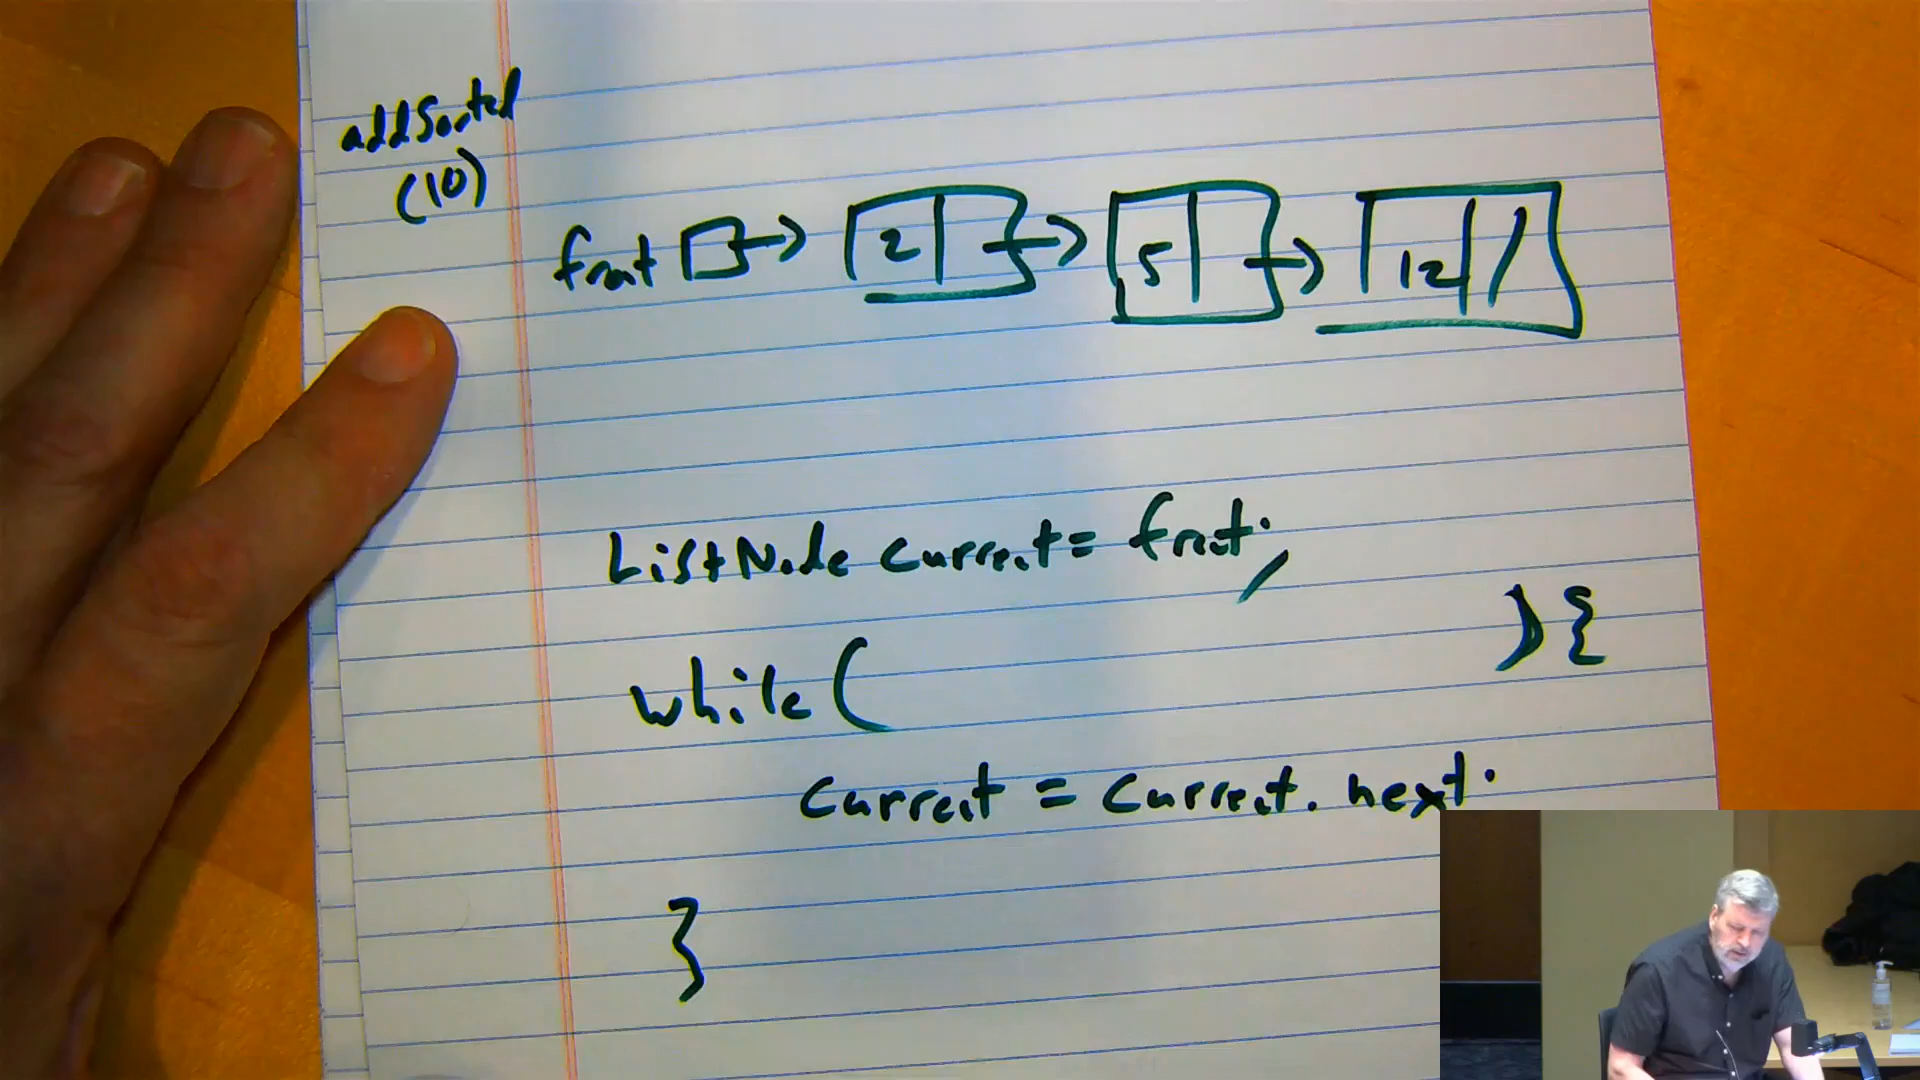 addSorted
(10)
front 2 5 12 /
ListNode current = front;
while ( ) {
current = current.next;
}